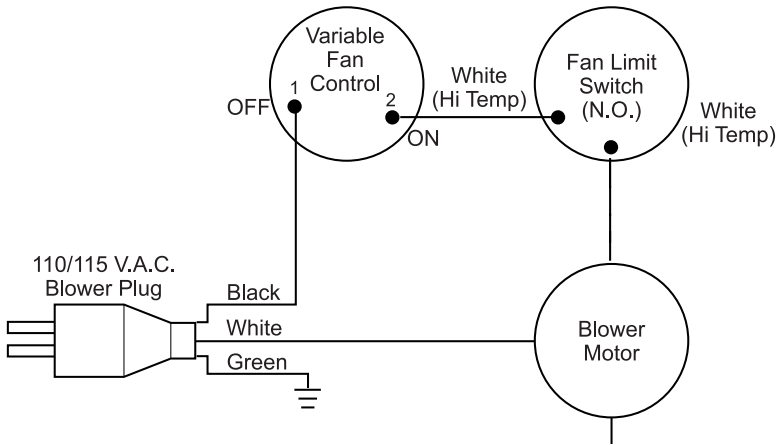 Variable
Fan
Control
1
2
OFF
ON
White
(Hi Temp)
Fan Limit
Switch
(N.O.)
White
(Hi Temp)
110/115 V.A.C.
Blower Plug
Black
White
Green
Blower
Motor